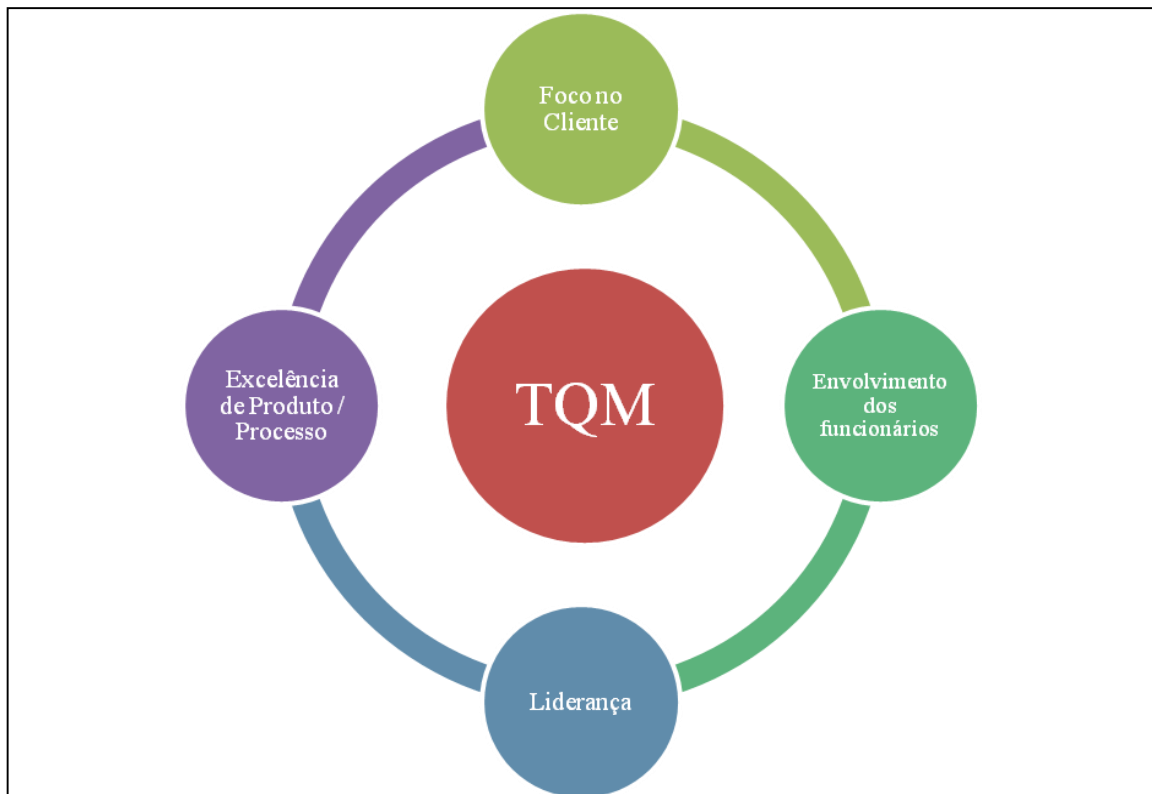 Foco no
Cliente
Excelência
de Produto /
Processo
TQM
Envolvimento
dos
funcionários
Liderança